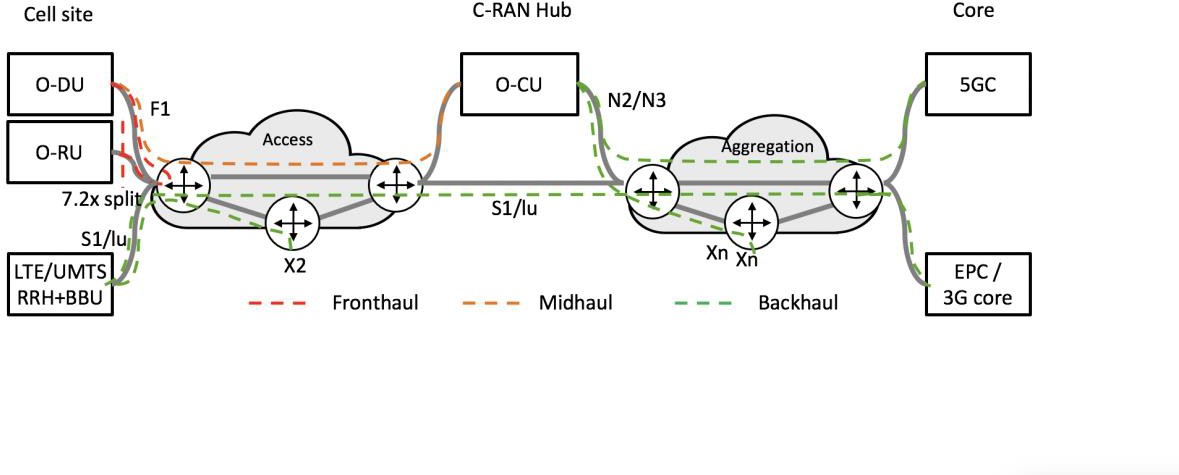 Cell site
C-RAN Hub
Core
O-DU
O-CU
5GC
F1
N2/N3
O-RU
Access
Aggregation
7.2x split
S1/lu
S1/lu
LTE/UMTS
RRH+BBU
X2
Xn
Xn
EPC /
3G core
Fronthaul
Midhaul
Backhaul